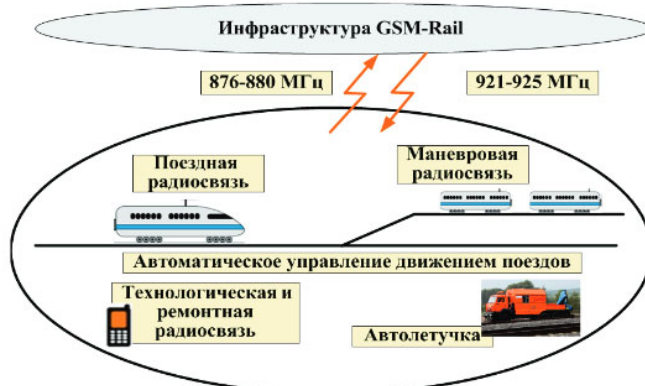 Инфраструктура GSM-Rail
876-880 МГц
921-925 МГц
Поездная
радиосвязь
Маневровая
радиосвязь
Автоматическое управление движением поездов
Технологическая и
ремонтная
радиосвязь
Автолетучка